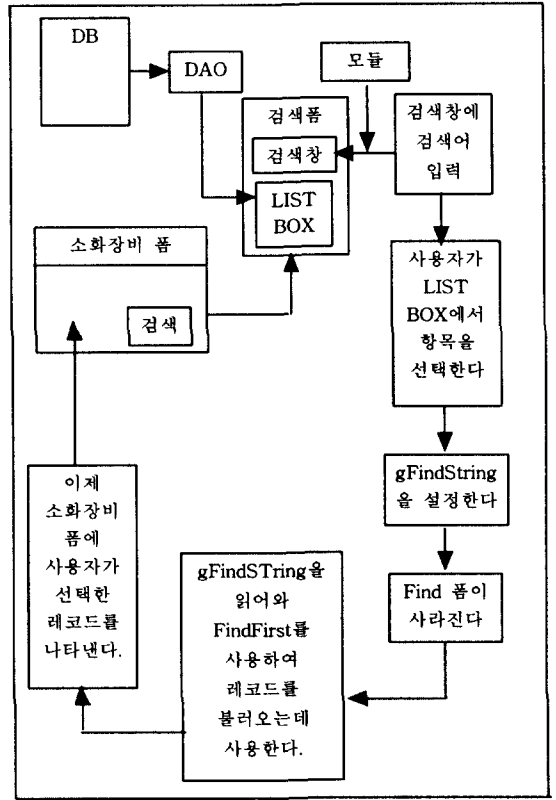 DB
DAO
모듈
검색폼
검색창
LIST
BOX
검색창에
검색어
입력
소화장비 폼
검색
사용자가
LIST
BOX에서
항목을
선택한다
gFindString
을 설정한다
Find 폼이
사라진다
gFindSTring을
읽어와
FindFirst를
사용하여
레코드를
불러오는데
사용한다.
이제
소화장비
폼에
사용자가
선택한
레코드를
나타낸다.